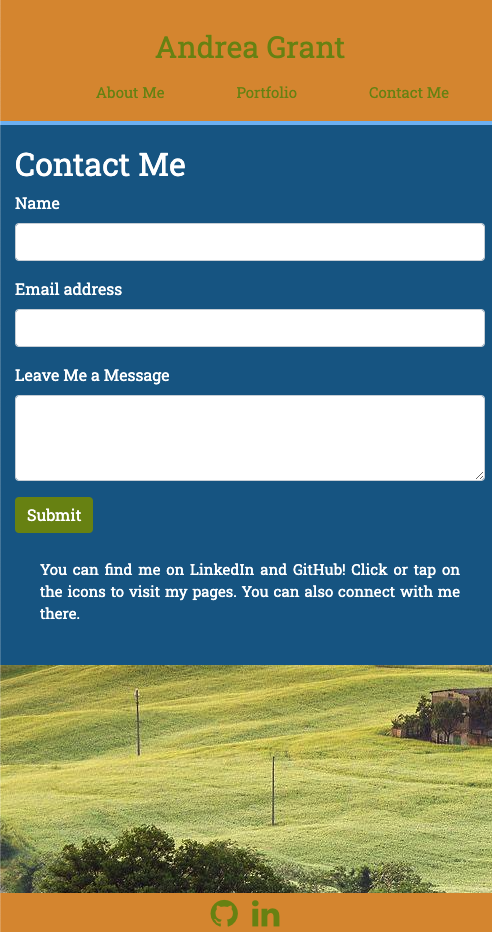 Andrea Grant
About Me Portfolio Contact Me
Contact Me
Name
Email address
Leave Me a Message
Submit
You can find me on LinkedIn and GitHub! Click or tap on
the icons to visit my pages. You can also connect with me
there.
in